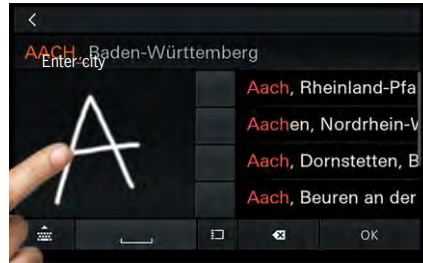 AACH, Baden-Württemberg
Enter city
A
Aach, Rheinland-Pfa
Aachen, Nordrhein-V
Aach, Dornstetten, B
Aach, Beuren an der
OK